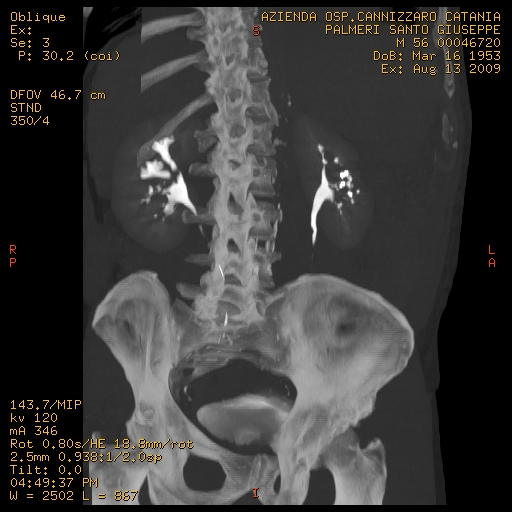 Oblique
Ex:
Se: 3
P: 30.2 (coi)
DFOV 46.7 cm
STND
350/4
S
AZIENDA OSP.CANNIZZARO CATANIA
PALMERI SANTO GIUSEPPE
M 56 00046720
DoB: Mar 16 1953
Ex: Aug 13 2009
R
P
L
A
143.7/MIP
kv 120
mA 346
Rot 0.80s/HE 18.8mm/rot
2.5mm 0.938:1/2.0sp
Tilt: 0.0
04:49:37 PM
W = 2502 L = 867
I